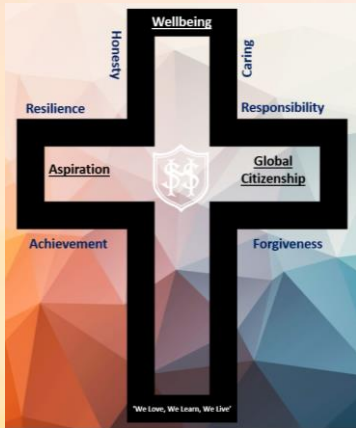 Wellbeing
Honesty
Caring
Resilience
Responsibility
Aspiration
Global
Citizenship
Achievement
Forgiveness
'We Love, We Learn, We Live'